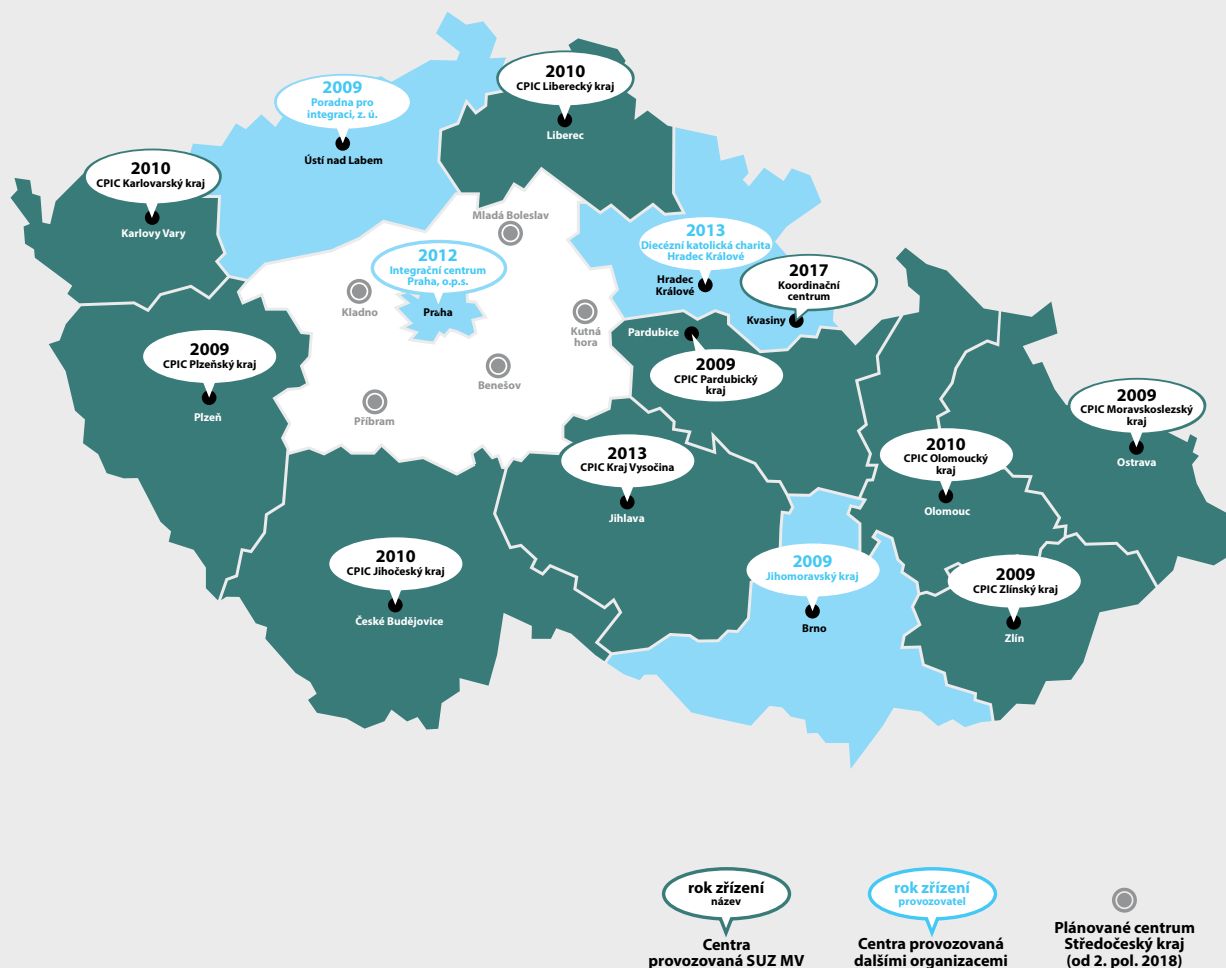 2010
CPIC Liberecký kraj
Liberec
2009
Poradna pro
integraci, z. ú.
Ústí nad Labem
2010
CPIC Karlovarský kraj
Karlovy Vary
Mladá Boleslav
2012
Integrační centrum
Praha, o.p.s.
Praha
Kladno
2013
Diecézní katolická charita
Hradec Králové
Hradec
Králové
2017
Koordinační
centrum
Kvasiny
Kutná
hora
Pardubice
2009
CPIC Pardubický
kraj
2009
CPIC Plzeňský kraj
Plzeň
Benešov
Příbram
2009
CPIC Moravskoslezský
kraj
Ostrava
2013
CPIC Kraj Vysočina
Jihlava
2010
CPIC Olomoucký
kraj
Olomouc
2010
CPIC Jihočeský kraj
České Budějovice
2009
Jihomoravský kraj
Brno
2009
CPIC Zlínský kraj
Zlín
rok zřízení
název
Centra
provozovaná SUZ MV
rok zřízení
provozovatel
Centra provozovaná
dalšími organizacemi
Plánované centrum
Středočeský kraj
(od 2. pol. 2018)